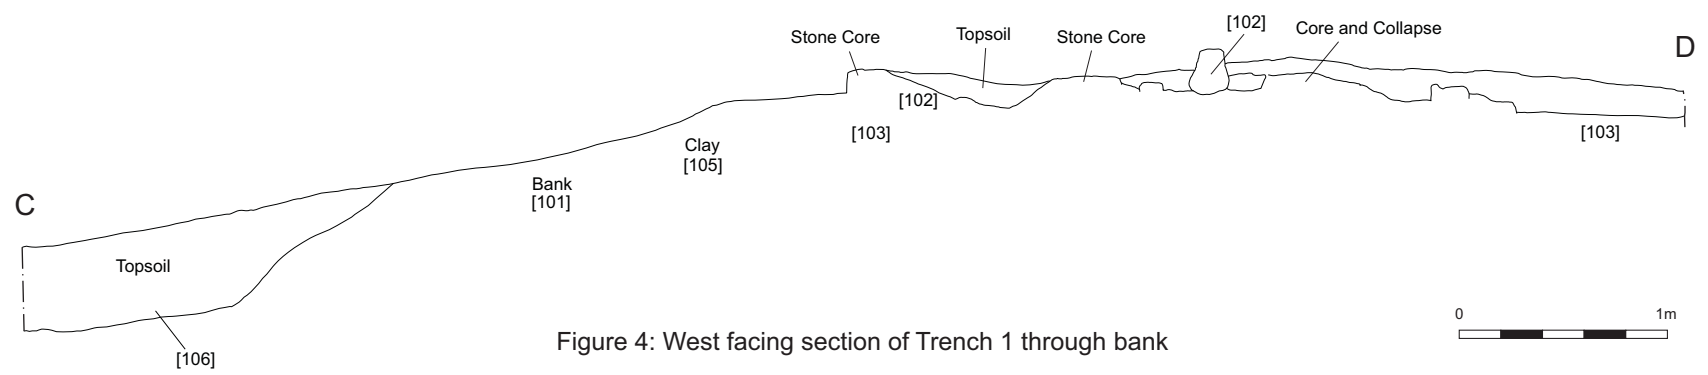 [102]
Stone Core
Topsoil
Stone Core
Core and Collapse
D
[102]
[103]
[103]
Clay
[105]
Bank
[101]
C
Topsoil
[106]
0 1m
Figure 4: West facing section of Trench 1 through bank